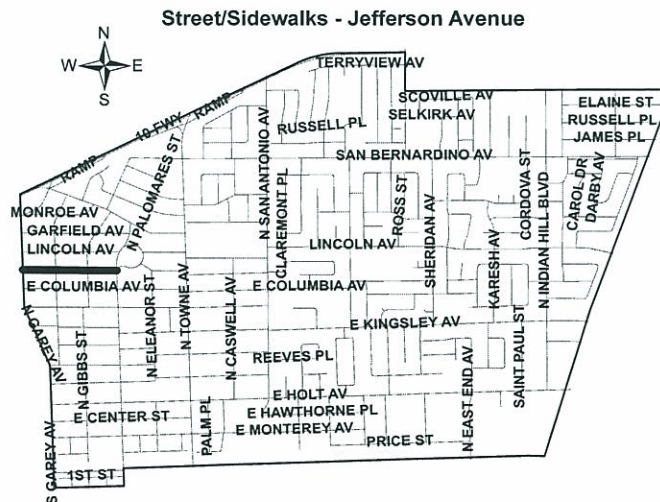 Street/Sidewalks - Jefferson Avenue
N
W E
S
TERRYVIEW AV
SCOVILLE AV
ELAINE ST
SELKIRK AV
RUSSELL PL
JAMES PL
RAMP
10 FWY
RAMP
RUSSELL PL
SAN BERNARDINO AV
N PALOMARES ST
N SAN ANTONIO AV
CLAREMONT PL
ROSS ST
SHERIDAN AV
KARESH AV
CORDOVA ST
N INDIAN HILL BLVD
CAROL DR
DARBY AV
MONROE AV
GARFIELD AV
LINCOLN AV
LINCOLN AV
E COLUMBIA AV
E COLUMBIA AV
N GAREY AV
N GIBBS ST
N ELEANOR ST
N TOWNE AV
N CASWELL AV
E KINGSLEY AV
SAINT PAUL ST
REEVES PL
N EAST END AV
E HOLT AV
E CENTER ST
PALM PL
E HAWTHORNE PL
E MONTEREY AV
PRICE ST
S GAREY AV
1ST ST